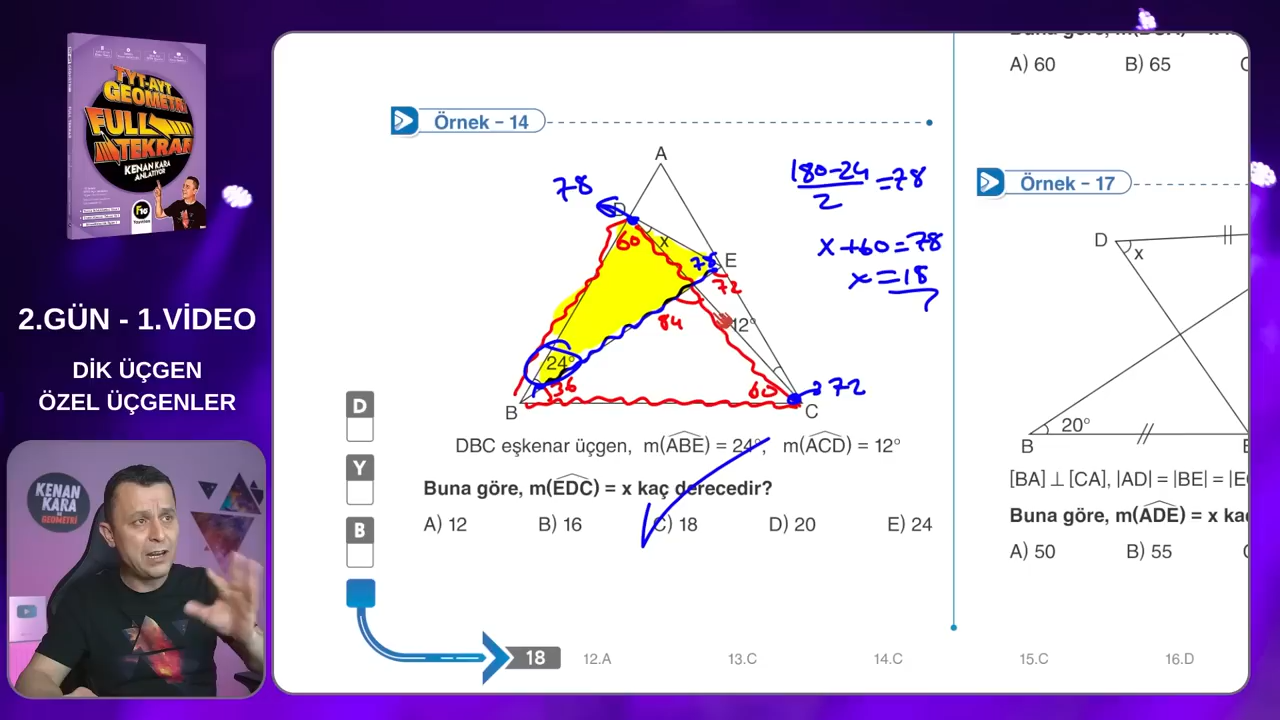 TYT-AYT
GEOMETRİ
FULL
TEKRAR
KENAN KARA
ANLATIYOR
2.GÜN - 1.VİDEO
DİK ÜÇGEN
ÖZEL ÜÇGENLER
KENAN
KARA
GEOMETRİ
D
Y
B
Örnek – 14
A
78
D
60
x
78
E
72
84
12°
24°
36
60
72
B
C
180-24
2
=78
x+60=78
x=18
DBC eşkenar üçgen, m(ABE) = 24°, m(ACD) = 12°
Buna göre, m(EDC) = x kaç derecedir?
A) 12 B) 16 C) 18 D) 20 E) 24
18
12.A 13.C 14.C 15.C 16.D
A) 60 B) 65
Örnek – 17
D
x
B
20°
[BA] ⊥ [CA], |AD| = |BE| =
Buna göre, m(ADE) = x
A) 50 B) 55